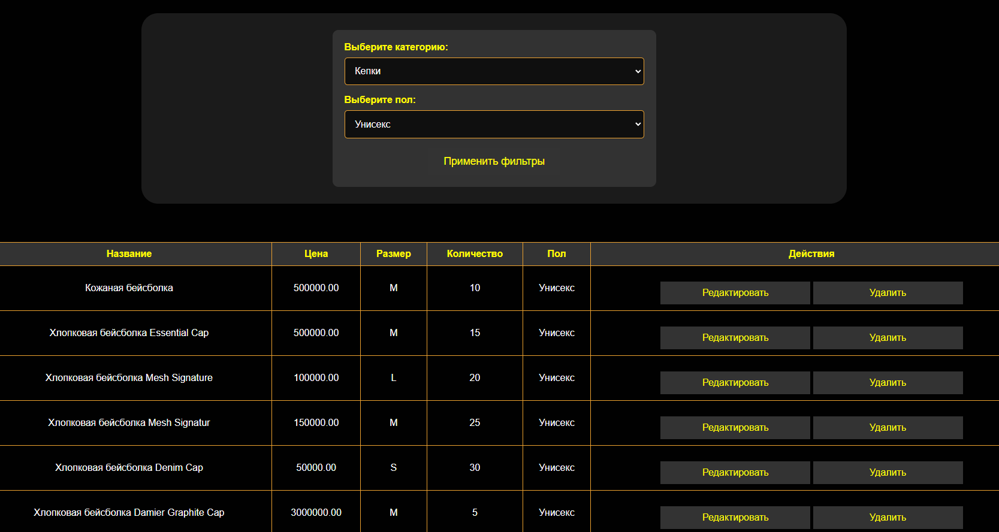 Выберите категорию:
Кепки
Выберите пол:
Унисекс
Применить фильтры
Название Цена Размер Количество Пол Действия
Кожаная бейсболка 500000.00 M 10 Унисекс Редактировать Удалить
Хлопковая бейсболка Essential Cap 500000.00 M 15 Унисекс Редактировать Удалить
Хлопковая бейсболка Mesh Signature 100000.00 L 20 Унисекс Редактировать Удалить
Хлопковая бейсболка Mesh Signatur 150000.00 M 25 Унисекс Редактировать Удалить
Хлопковая бейсболка Denim Cap 50000.00 S 30 Унисекс Редактировать Удалить
Хлопковая бейсболка Damier Graphite Cap 3000000.00 M 5 Унисекс Редактировать Удалить